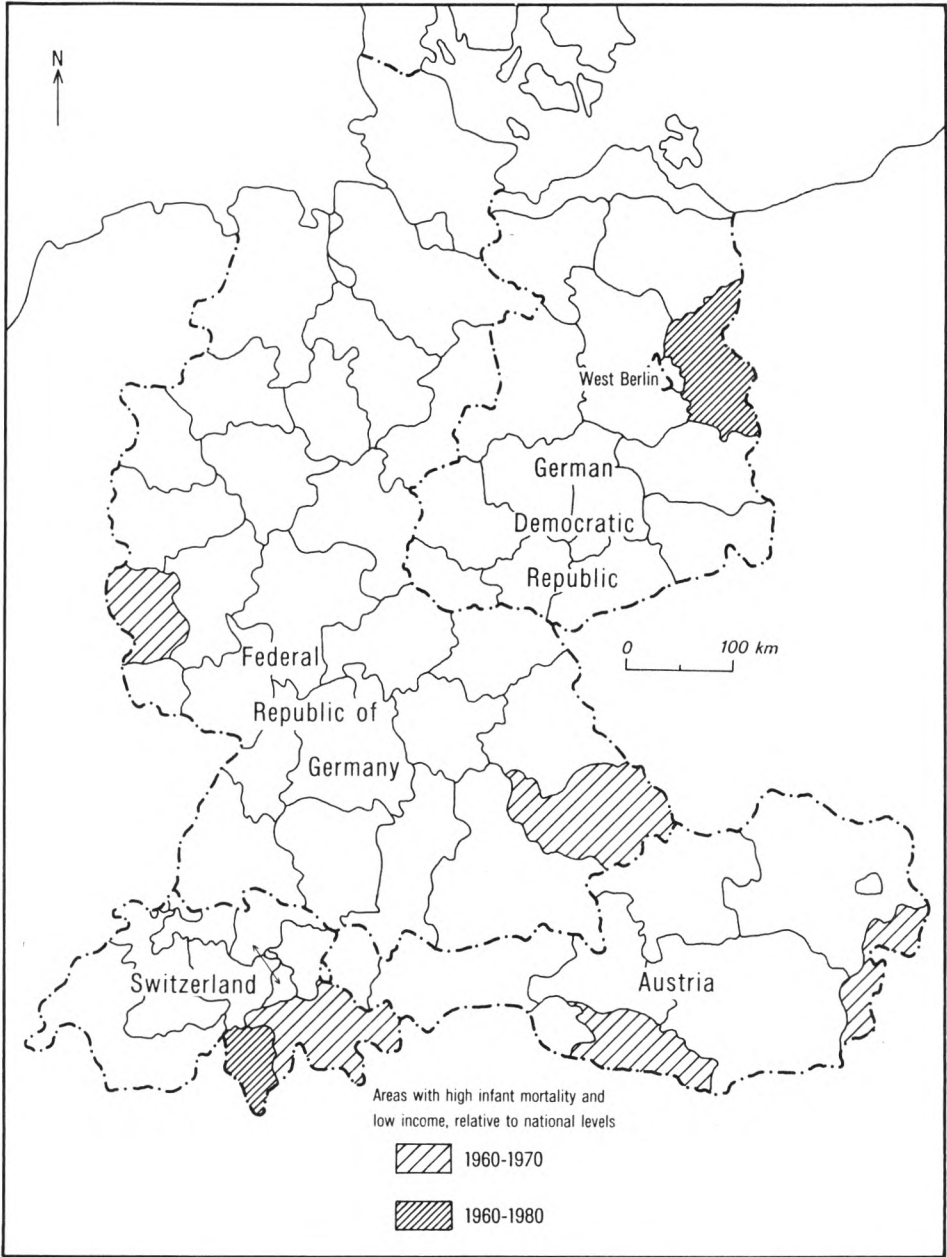 N
West Berlin
German
Democratic
Republic
0 100 km
Federal
Republic of
Germany
Switzerland
Austria
Areas with high infant mortality and
low income, relative to national levels
1960-1970
1960-1980